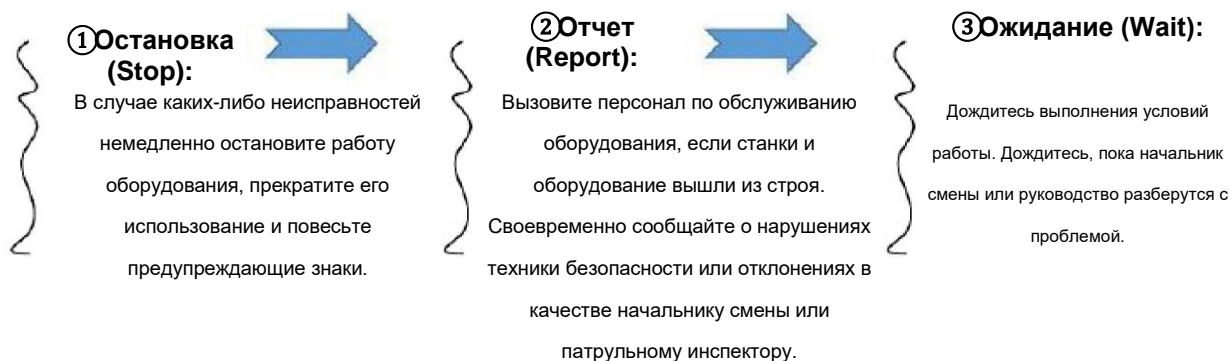 ①Остановка
(Stop):
В случае каких-либо неисправностей
немедленно остановите работу
оборудования, прекратите его
использование и повесьте
предупреждающие знаки.
②Отчет
(Report):
Вызовите персонал по обслуживанию
оборудования, если станки и
оборудование вышли из строя.
Своевременно сообщайте о нарушениях
техники безопасности или отклонениях в
качестве начальнику смены или
патрульному инспектору.
③Ожидание (Wait):
Дождитесь выполнения условий
работы. Дождитесь, пока начальник
смены или руководство разберутся с
проблемой.